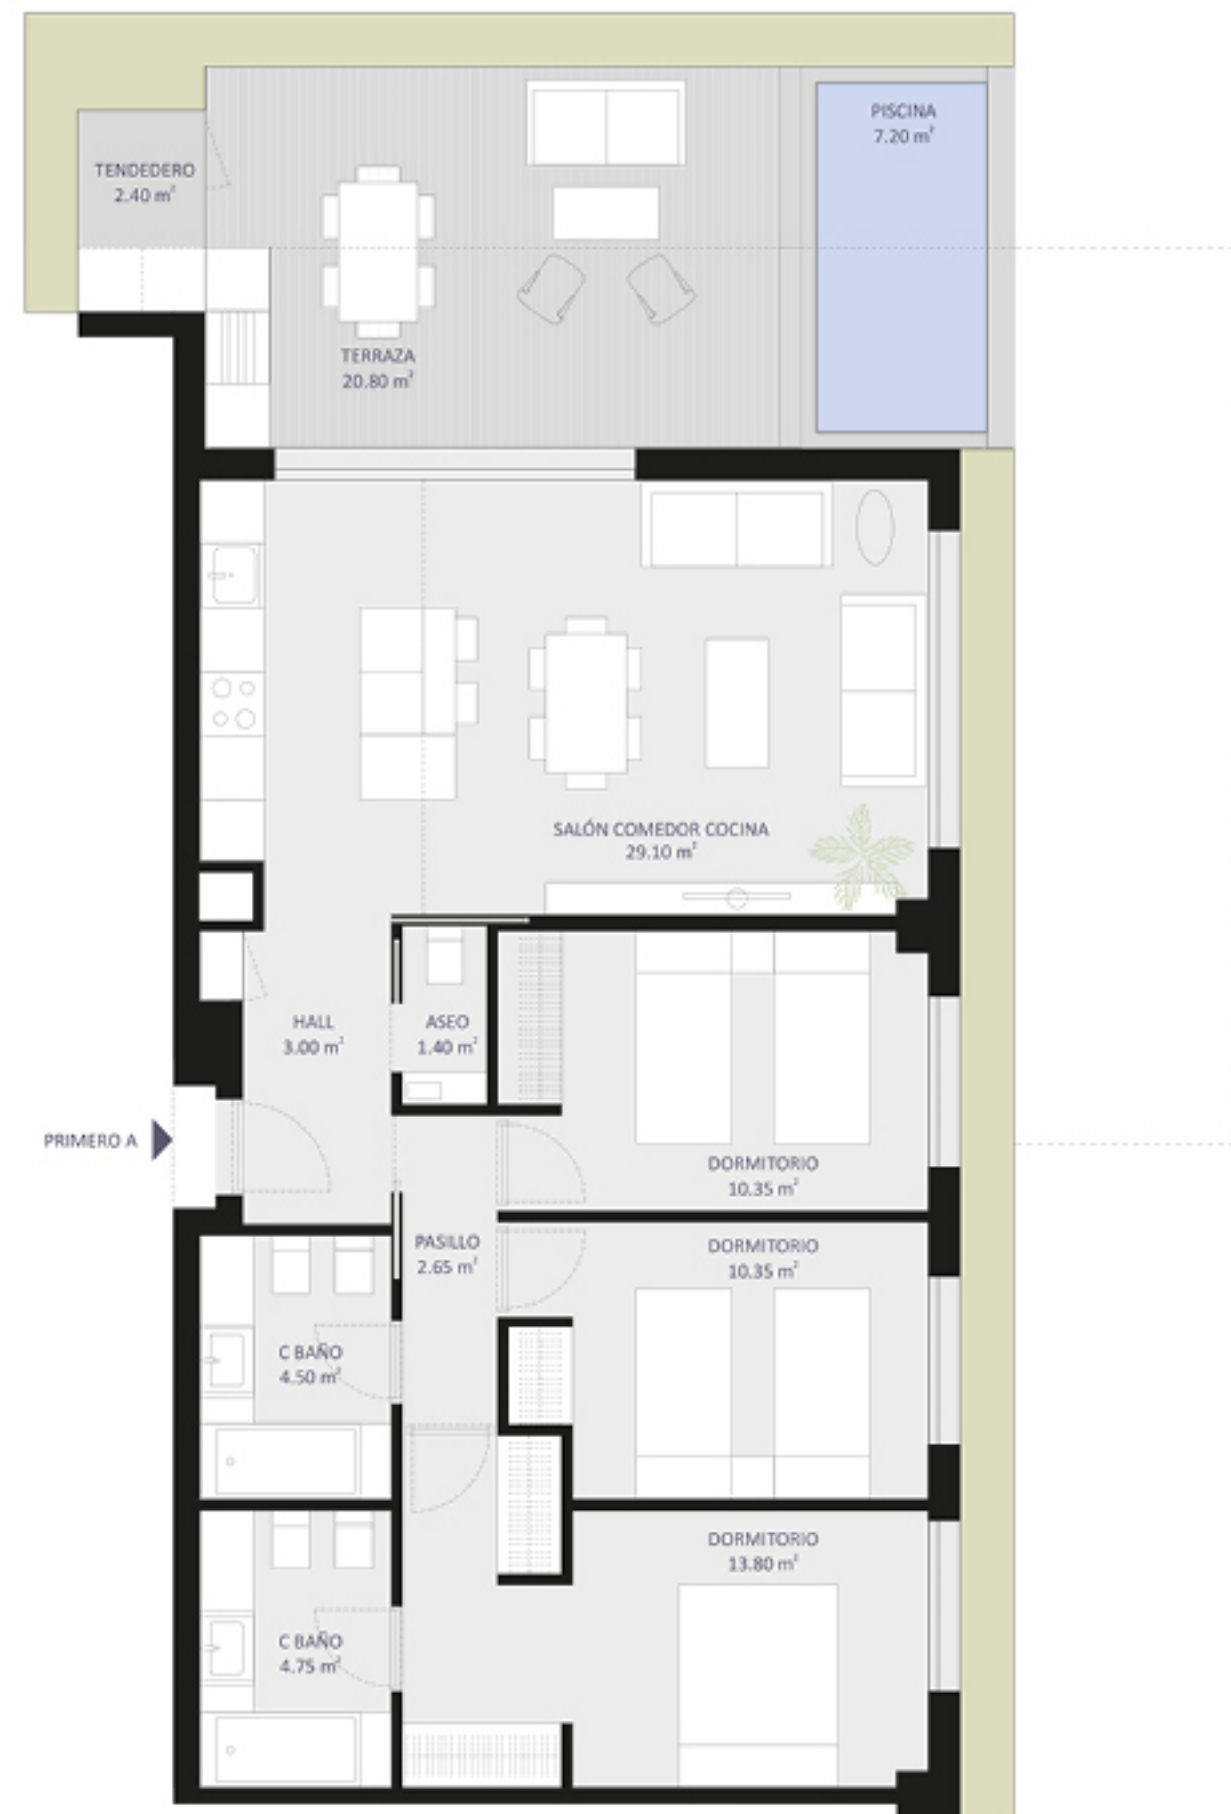 PISCINA
7.20 m²
TENDEDERO
2.40 m²
TERRAZA
20.80 m²
SALÓN COMEDOR COCINA
29.10 m²
HALL
3.00 m²
ASEO
1.40 m²
PRIMERO A
DORMITORIO
10.35 m²
PASILLO
2.65 m²
DORMITORIO
10.35 m²
C BAÑO
4.50 m²
DORMITORIO
13.80 m²
C BAÑO
4.75 m²